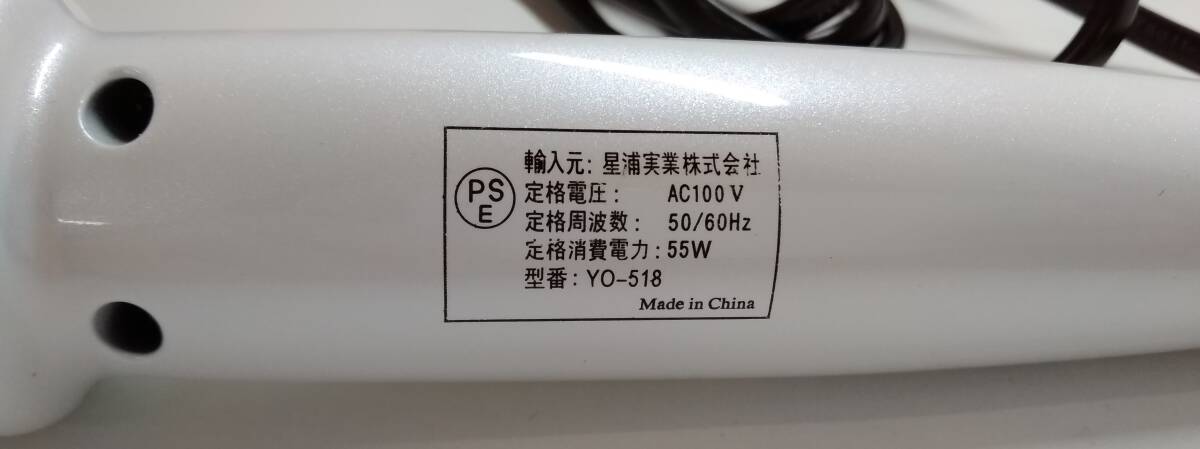 輸入元: 星浦実業株式会社
PS
E
定格電圧: AC100V
定格周波数: 50/60Hz
定格消費電力: 55W
型番: YO-518
Made in China